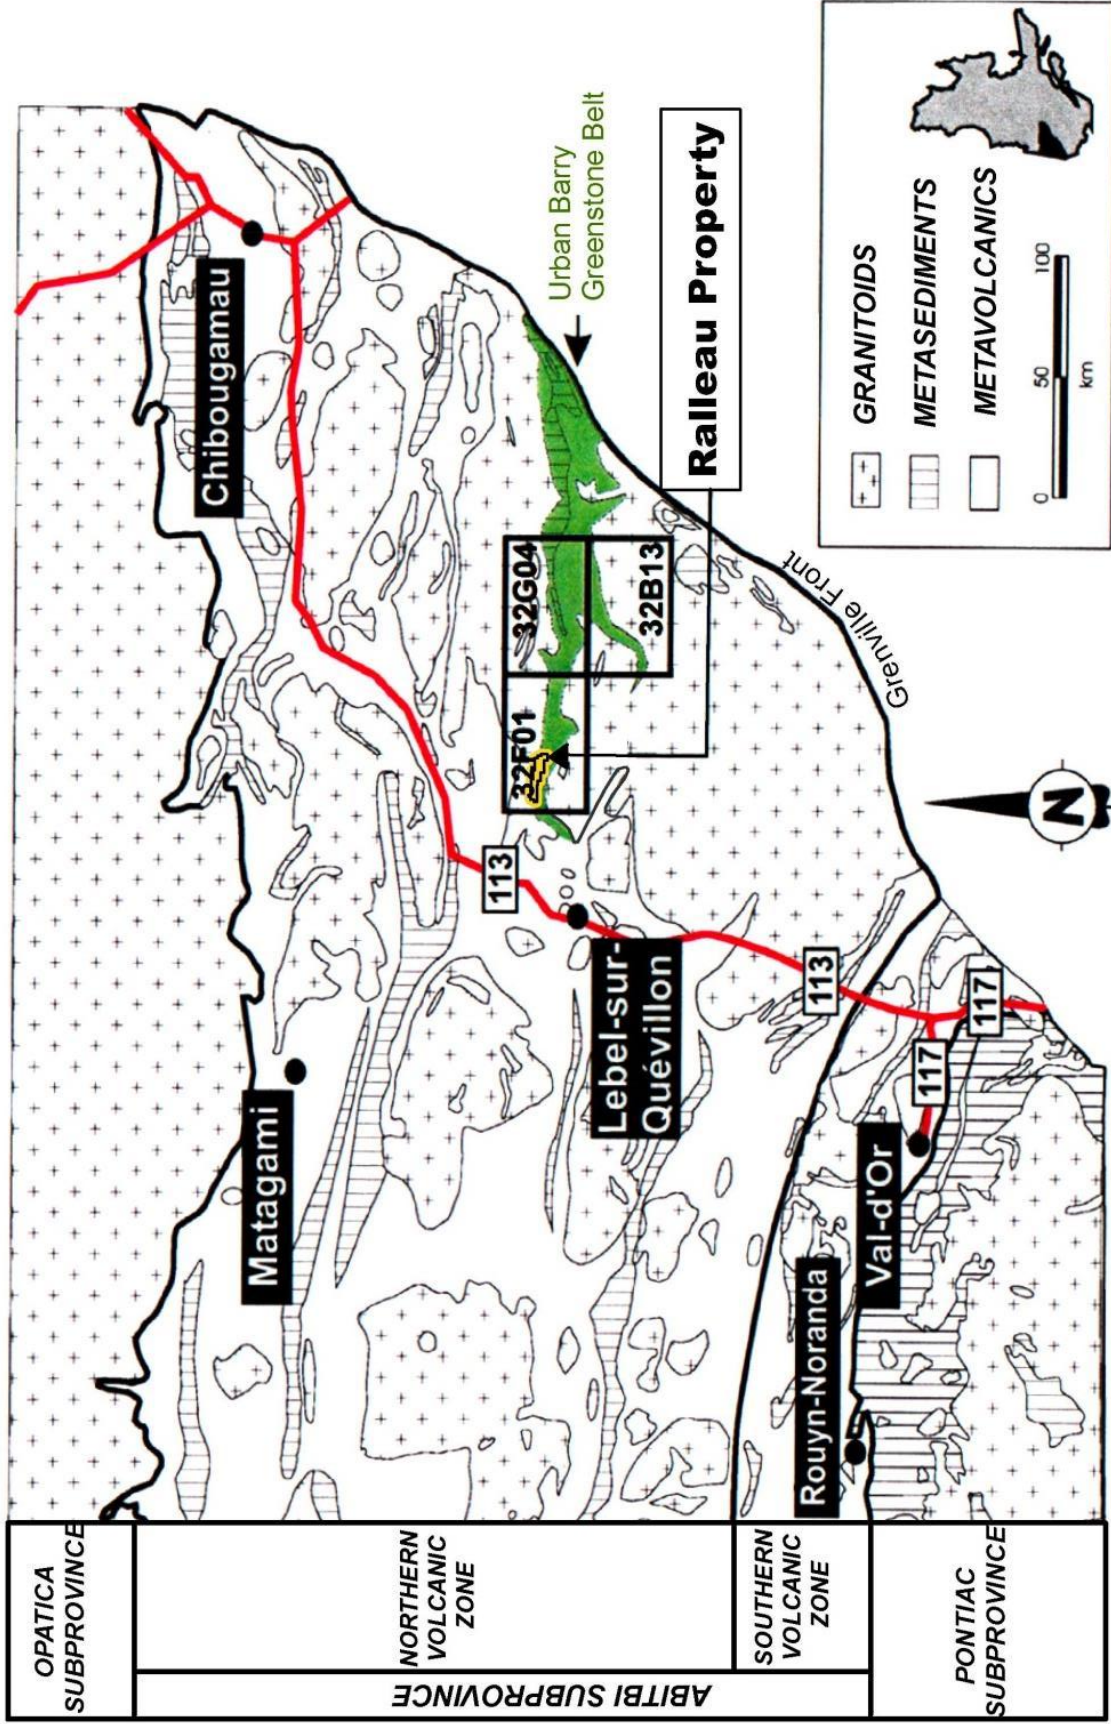 OPATICA
SUBPROVINCE
NORTHERN
VOLCANIC
ZONE
SOUTHERN
VOLCANIC
ZONE
PONTIAC
SUBPROVINCE
ABITBI SUBPROVINCE
Matagami
Chibougamau
Lebel-sur-
Quévillon
Rouyn-Noranda
Val-d'Or
113
113
117
117
32F01
32G04
32B13
Urban Barry
Greenstone Belt
Ralleau Property
Grenville Front
N
GRANITOIDS
METASEDIMENTS
METAVOLCANICS
0 50 100
km